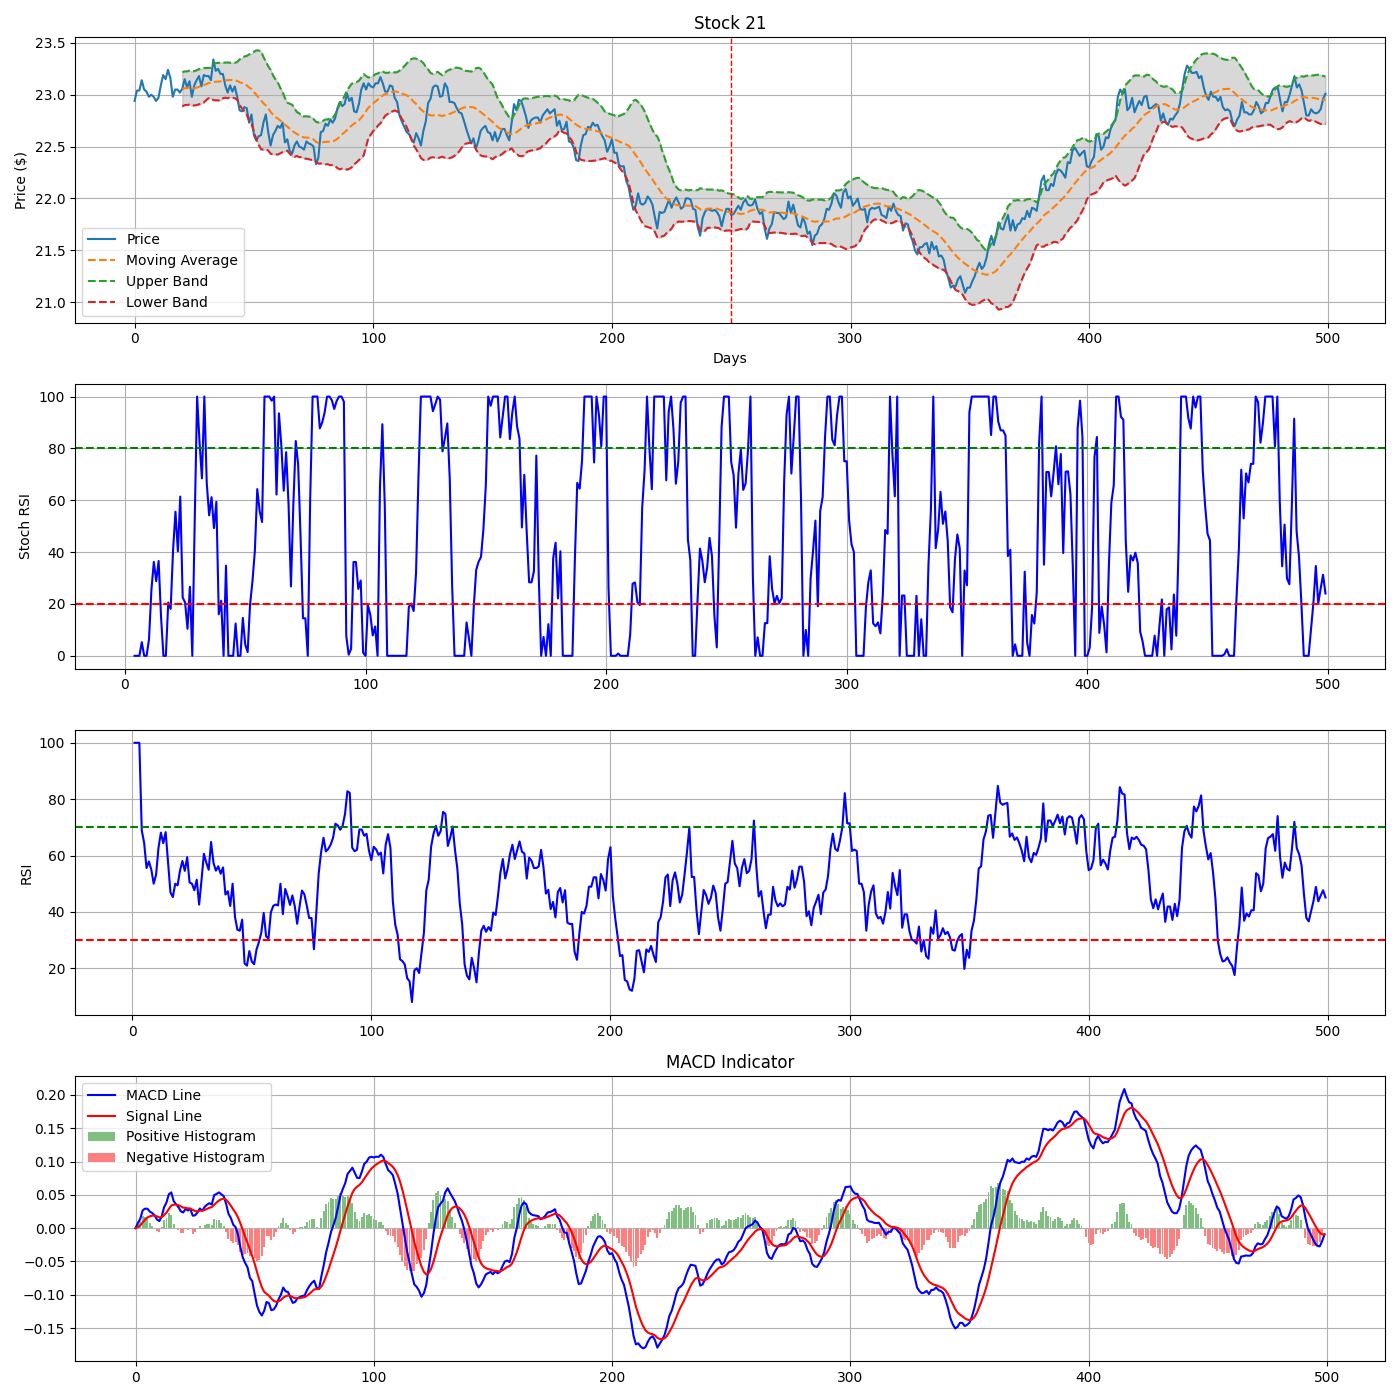 Stock 21
23.5
23.0
22.5
22.0
21.5
21.0
Price ($)
Price
Moving Average
Upper Band
Lower Band
0 100 200 300 400 500
Days
100
80
60
40
20
0
Stoch RSI
0 100 200 300 400 500
100
80
60
40
20
RSI
0 100 200 300 400 500
MACD Indicator
0.20
0.15
0.10
0.05
0.00
−0.05
−0.10
−0.15
MACD Line
Signal Line
Positive Histogram
Negative Histogram
0 100 200 300 400 500